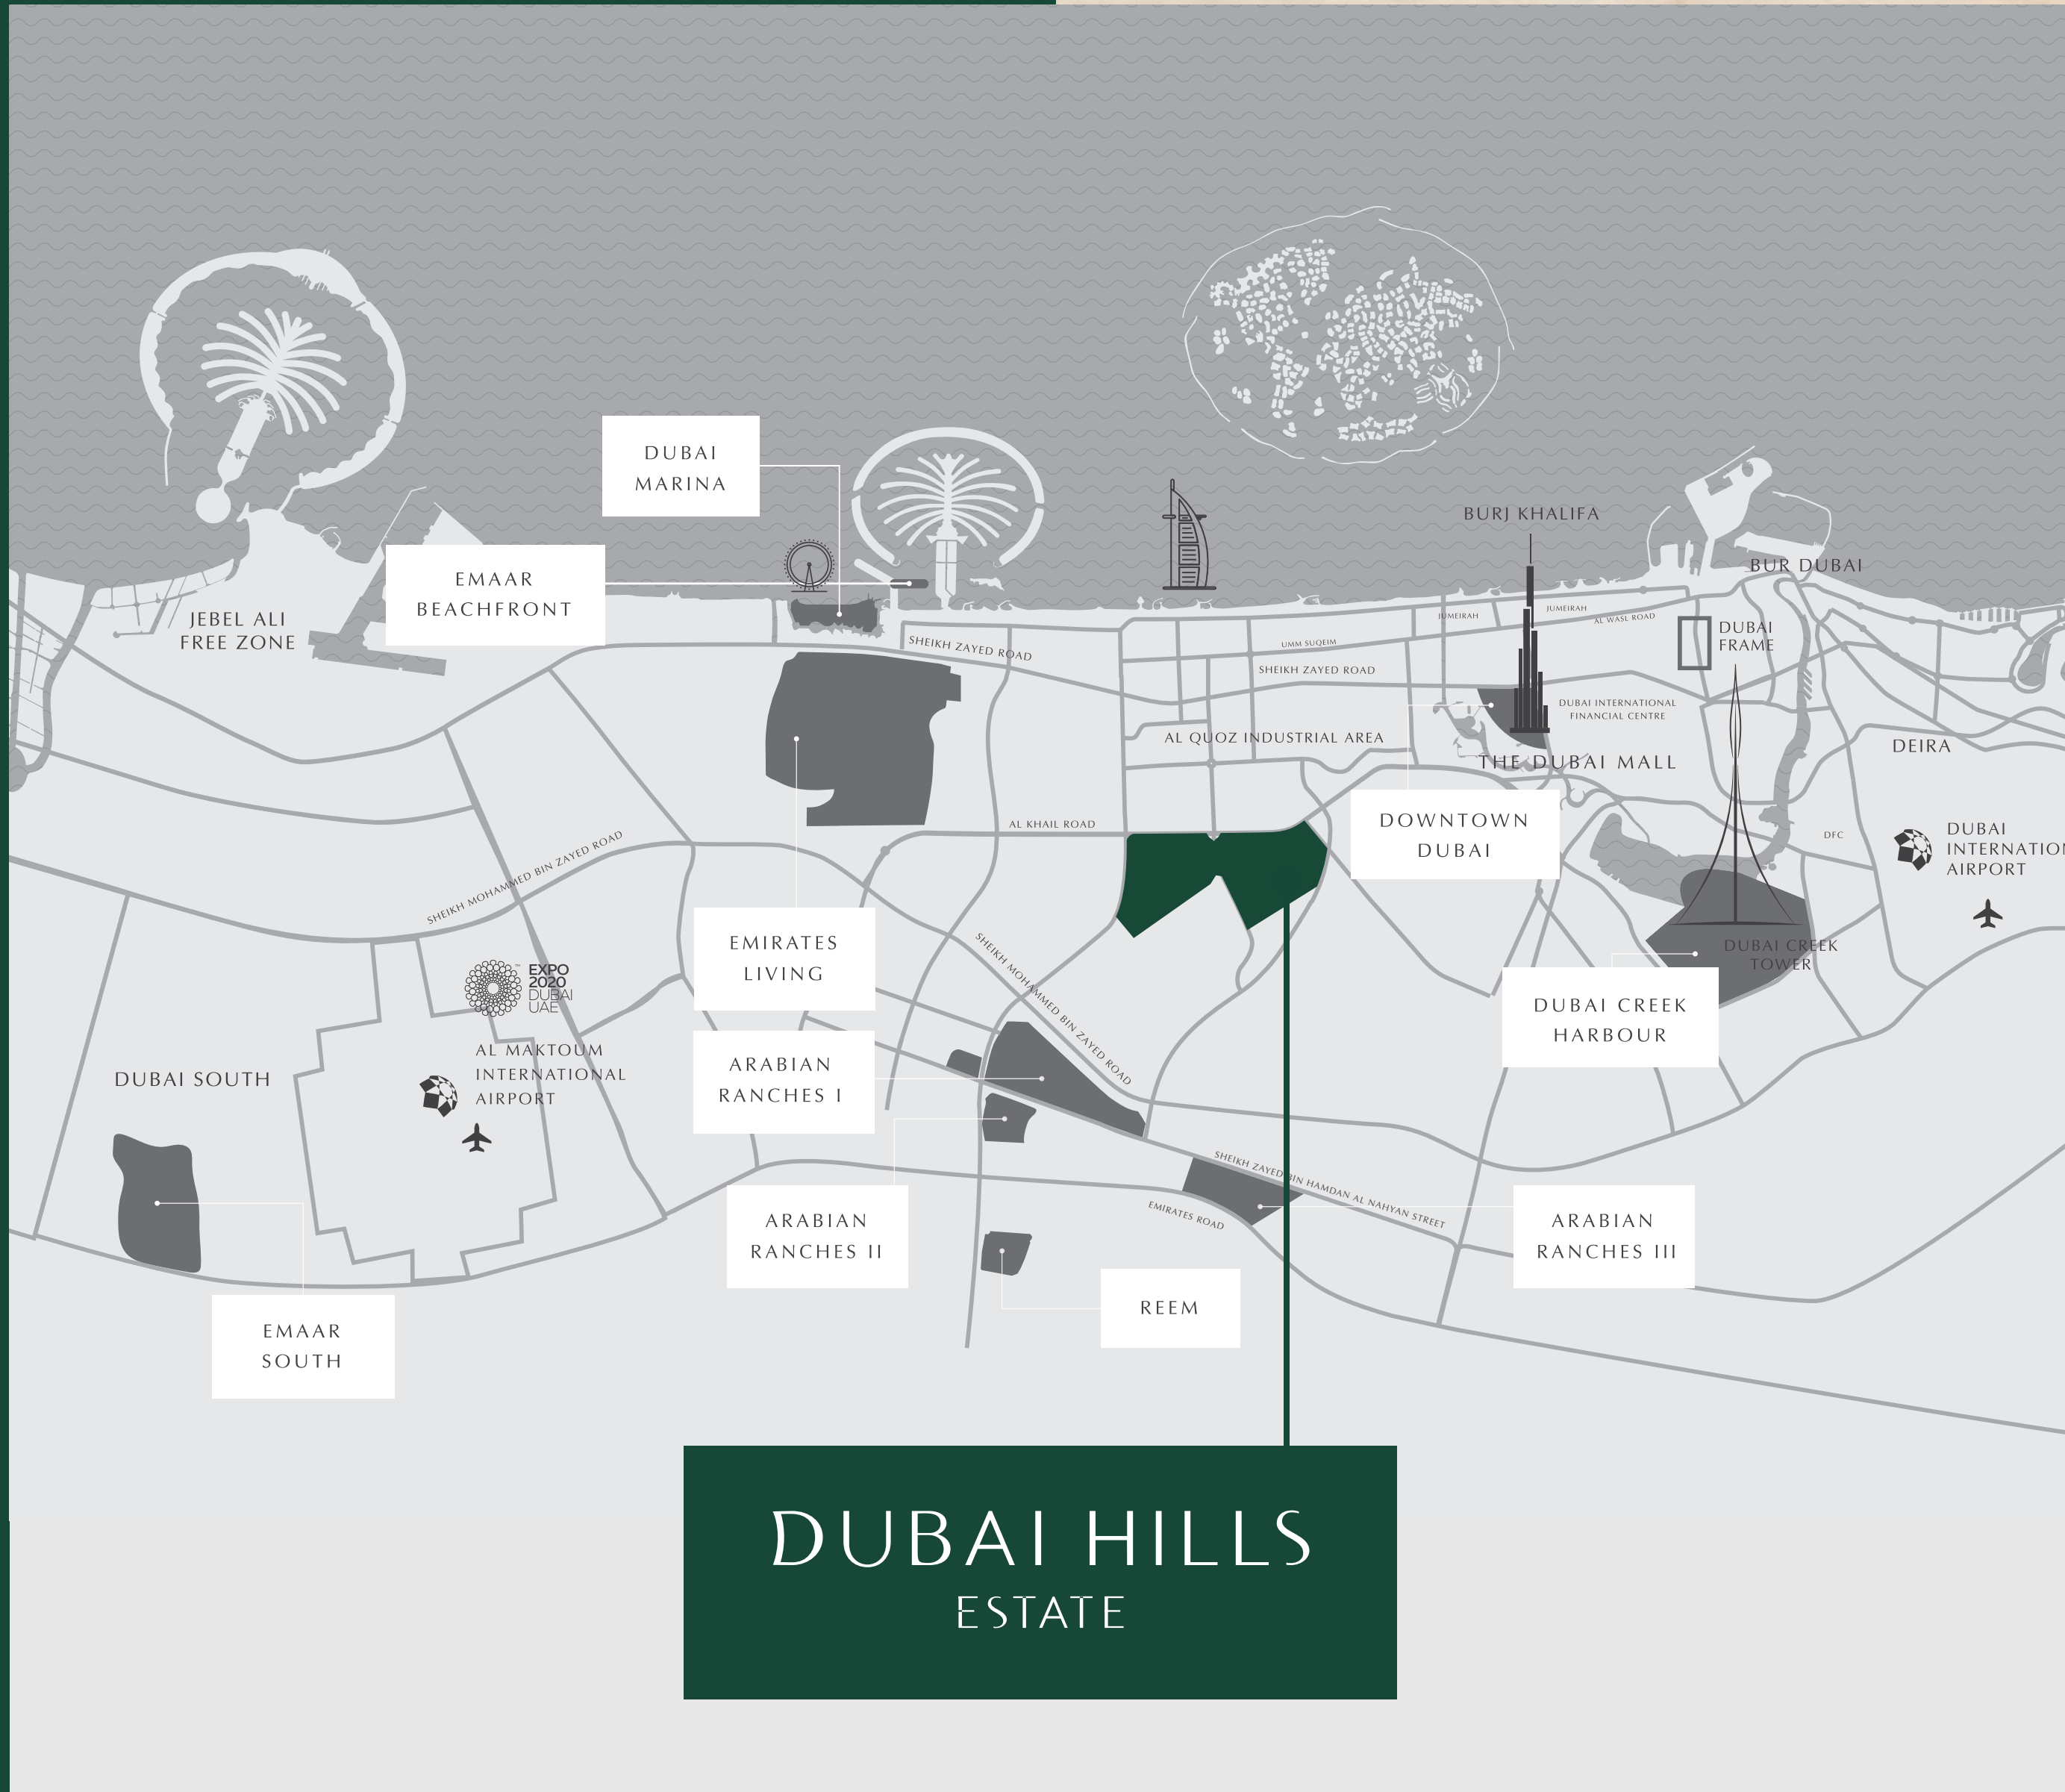 DUBAI
MARINA
BURJ KHALIFA
BUR DUBAI
EMAAR
BEACHFRONT
JEBEL ALI
FREE ZONE
JUMEIRAH
JUMEIRAH
AL WASL ROAD
DUBAI
FRAME
SHEIKH ZAYED ROAD
UMM SUQEIM
SHEIKH ZAYED ROAD
DUBAI INTERNATIONAL
FINANCIAL CENTRE
AL QUOZ INDUSTRIAL AREA
DEIRA
THE DUBAI MALL
AL KHAIL ROAD
DOWNTOWN
DUBAI
DFC
DUBAI
INTERNATIO
AIRPORT
SHEIKH MOHAMMED BIN ZAYED ROAD
EMIRATES
LIVING
SHEIKH MOHAMMED BIN ZAYED ROAD
DUBAI CREEK
TOWER
EXPO
2020
DUBAI
UAE
DUBAI CREEK
HARBOUR
AL MAKTOUM
INTERNATIONAL
AIRPORT
ARABIAN
RANCHES I
DUBAI SOUTH
SHEIKH ZAYED BIN HAMDAN AL NAHYAN STREET
EMIRATES ROAD
ARABIAN
RANCHES II
ARABIAN
RANCHES III
REEM
EMAAR
SOUTH
DUBAI HILLS
ESTATE